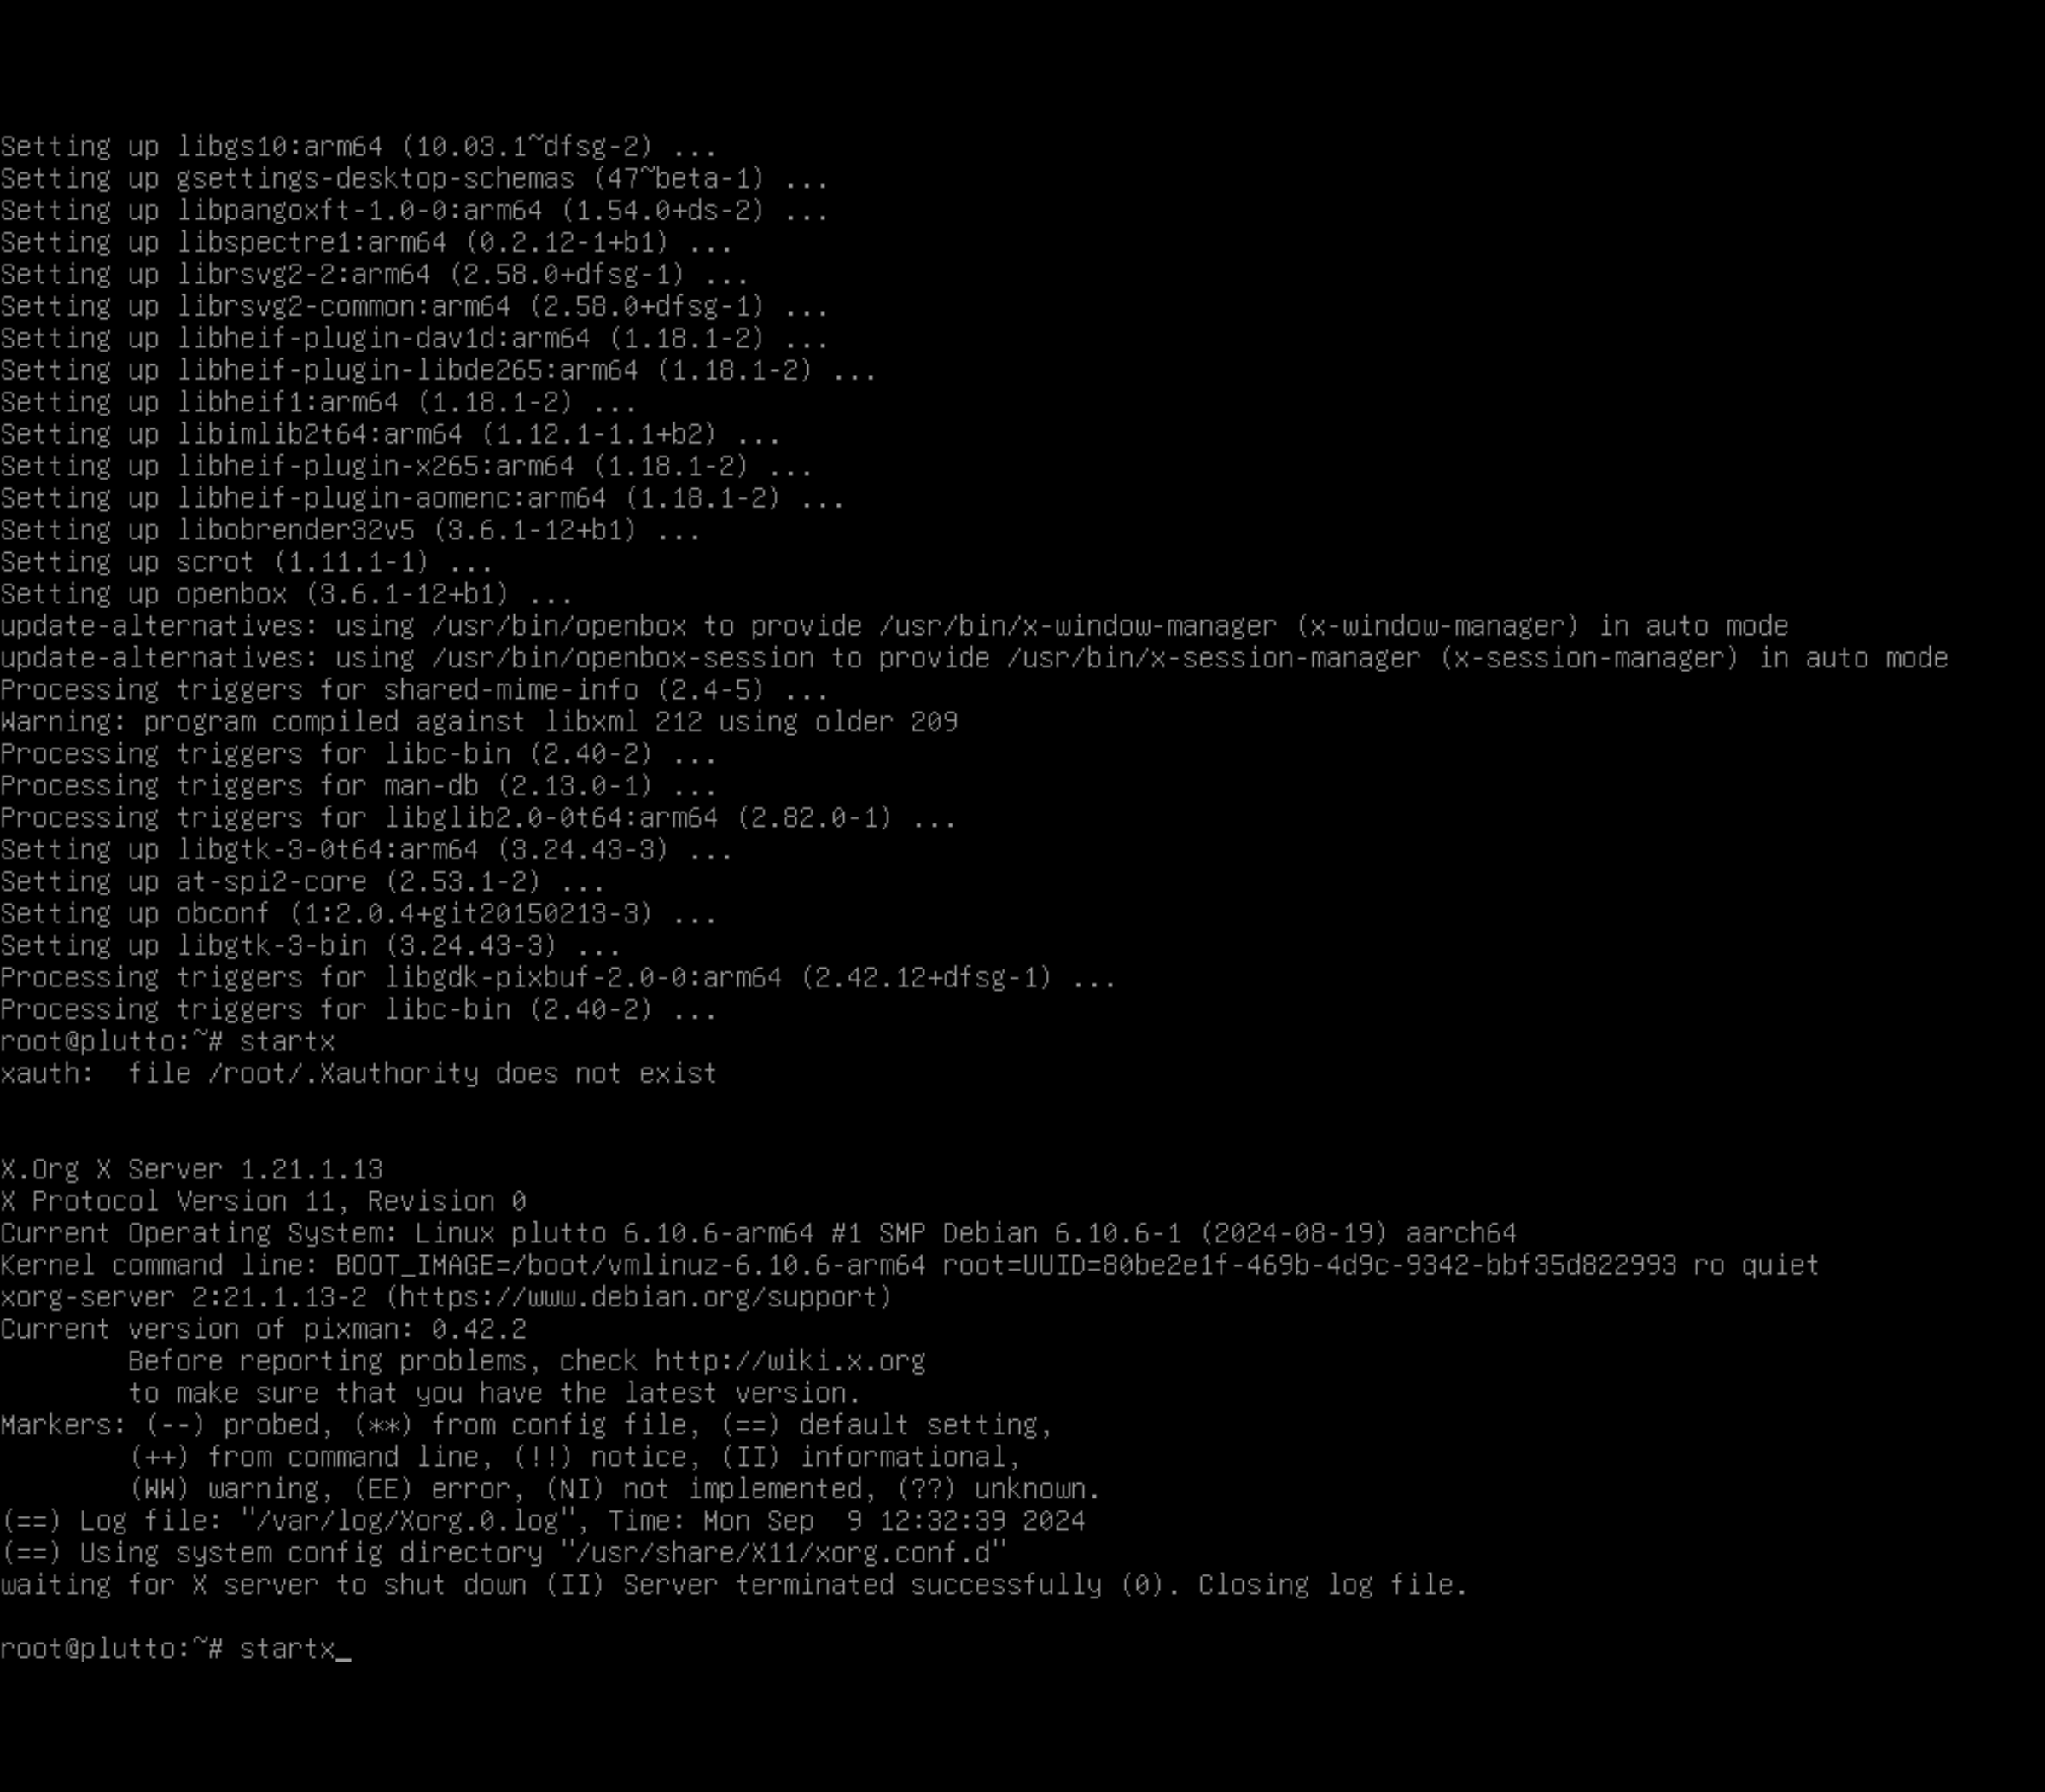 Setting up libgs10:arm64 (10.03.1~dfsg-2) ...
Setting up gsettings-desktop-schemas (47~beta-1) ...
Setting up libpangoxft-1.0-0:arm64 (1.54.0+ds-2) ...
Setting up libspectre1:arm64 (0.2.12-1+b1) ...
Setting up librsvg2-2:arm64 (2.58.0+dfsg-1) ...
Setting up librsvg2-common:arm64 (2.58.0+dfsg-1) ...
Setting up libheif-plugin-dav1d:arm64 (1.18.1-2) ...
Setting up libheif-plugin-libde265:arm64 (1.18.1-2) ...
Setting up libheif1:arm64 (1.18.1-2) ...
Setting up libimlib2t64:arm64 (1.12.1-1.1+b2) ...
Setting up libheif-plugin-x265:arm64 (1.18.1-2) ...
Setting up libheif-plugin-aomenc:arm64 (1.18.1-2) ...
Setting up libobrender32v5 (3.6.1-12+b1) ...
Setting up scrot (1.11.1-1) ...
Setting up openbox (3.6.1-12+b1) ...
update-alternatives: using /usr/bin/openbox to provide /usr/bin/x-window-manager (x-window-manager) in auto mode
update-alternatives: using /usr/bin/openbox-session to provide /usr/bin/x-session-manager (x-session-manager) in auto mode
Processing triggers for shared-mime-info (2.4-5) ...
Warning: program compiled against libxml 212 using older 209
Processing triggers for libc-bin (2.40-2) ...
Processing triggers for man-db (2.13.0-1) ...
Processing triggers for libglib2.0-0t64:arm64 (2.82.0-1) ...
Setting up libgtk-3-0t64:arm64 (3.24.43-3) ...
Setting up at-spi2-core (2.53.1-2) ...
Setting up obconf (1:2.0.4+git20150213-3) ...
Setting up libgtk-3-bin (3.24.43-3) ...
Processing triggers for libgdk-pixbuf-2.0-0:arm64 (2.42.12+dfsg-1) ...
Processing triggers for libc-bin (2.40-2) ...
root@plutto:~# startx
xauth:  file /root/.Xauthority does not exist
X.Org X Server 1.21.1.13
X Protocol Version 11, Revision 0
Current Operating System: Linux plutto 6.10.6-arm64 #1 SMP Debian 6.10.6-1 (2024-08-19) aarch64
Kernel command line: BOOT_IMAGE=/boot/vmlinuz-6.10.6-arm64 root=UUID=80be2e1f-469b-4d9c-9342-bbf35d822993 ro quiet
xorg-server 2:21.1.13-2 (https://www.debian.org/support)
Current version of pixman: 0.42.2
        Before reporting problems, check http://wiki.x.org
        to make sure that you have the latest version.
Markers: (--) probed, (**) from config file, (==) default setting,
        (++) from command line, (!!) notice, (II) informational,
        (WW) warning, (EE) error, (NI) not implemented, (??) unknown.
(==) Log file: "/var/log/Xorg.0.log", Time: Mon Sep  9 12:32:39 2024
(==) Using system config directory "/usr/share/X11/xorg.conf.d"
waiting for X server to shut down (II) Server terminated successfully (0). Closing log file.
root@plutto:~# startx_